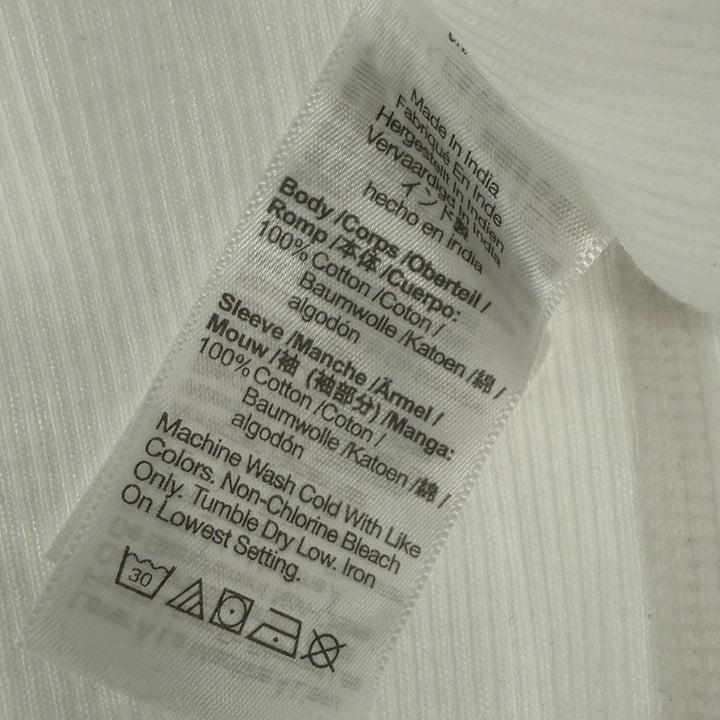 Made In India
Fabriqué En Inde
Hergestellt In Indien
Vervaardigd In India
インド製
hecho en India
Body /Corps /Oberteil /
Romp /本体 /Cuerpo:
100% Cotton /Coton /
Baumwolle /Katoen /綿 /
algodón
Sleeve /Manche /Ärmel /
Mouw /袖 (袖部分) /Manga:
100% Cotton /Coton /
Baumwolle /Katoen /綿 /
algodón
Machine Wash Cold With Like
Colors. Non-Chlorine Bleach
Only. Tumble Dry Low. Iron
On Lowest Setting.
30